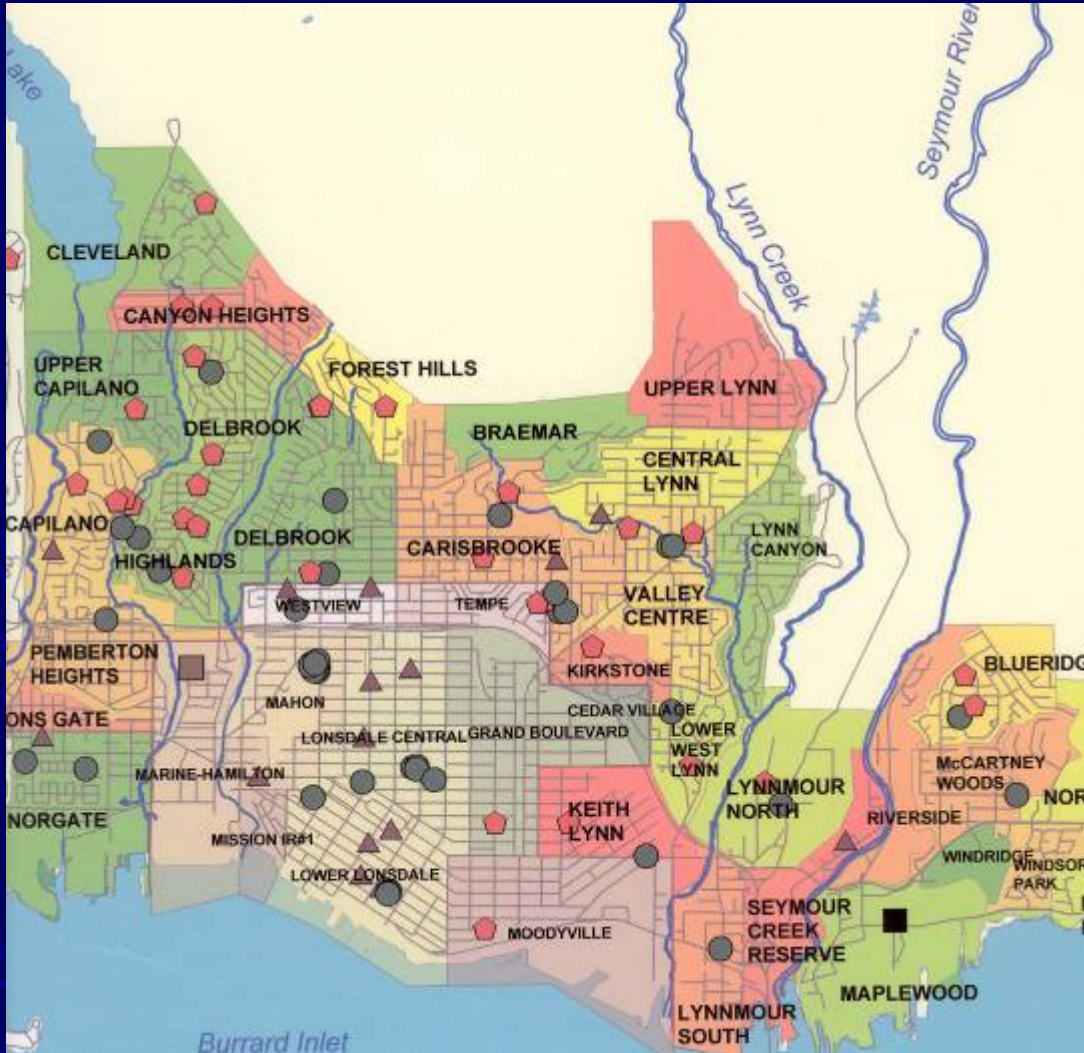 Lake
Seymour River
Lynn Creek
CLEVELAND
CANYON HEIGHTS
UPPER
CAPILANO
FOREST HILLS
UPPER LYNN
DELBROOK
BRAEMAR
CENTRAL
LYNN
CAPILANO
HIGHLANDS
DELBROOK
CARISBROOKE
LYNN
CANYON
WESTVIEW
TEMPE
VALLEY
CENTRE
PEMBERTON
HEIGHTS
KIRKSTONE
BLUERIDG
MAHON
CEDAR VILLAGE
ONS GATE
LONSDALE CENTRAL
GRAND BOULEVARD
LOWER
WEST
LYNN
MARINE-HAMILTON
LYNNMOUR
NORTH
McCARTNEY
WOODS
NOR
NORGATE
MISSION IR#1
KEITH
LYNN
RIVERSIDE
LOWER LONSDALE
WINDRIDGE
WINDSOR
PARK
MOODYVILLE
SEYMOUR
CREEK
RESERVE
MAPLEWOOD
LYNNMOUR
SOUTH
Burrard Inlet